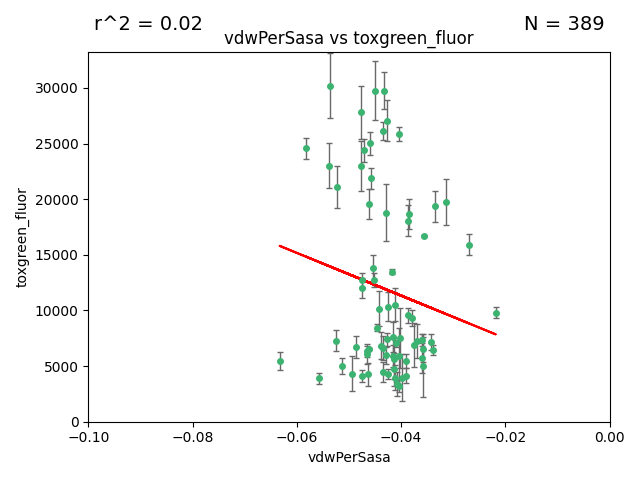 r^2 = 0.02
N = 389
vdwPerSasa vs toxgreen_fluor
toxgreen_fluor
30000
25000
20000
15000
10000
5000
0
−0.10
−0.08
−0.06
−0.04
−0.02
0.00
vdwPerSasa